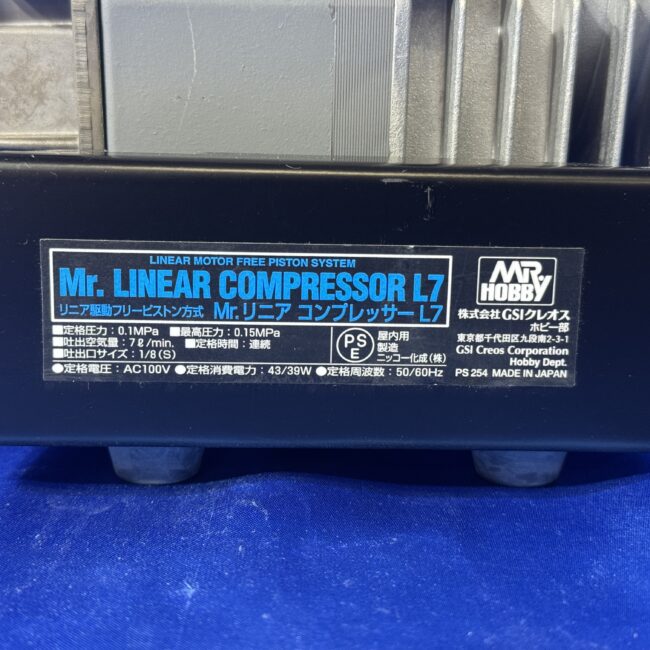 LINEAR MOTOR FREE PISTON SYSTEM
Mr. LINEAR COMPRESSOR L7
リニア駆動フリーピストン方式 Mr.リニア コンプレッサー L7
■定格圧力:0.1MPa ■最高圧力:0.15MPa
■吐出空気量:7ℓ/min. ■定格時間:連続
■吐出口サイズ:1/8(S)
●定格電圧:AC100V ●定格消費電力:43/39W ●定格周波数:50/60Hz
PS
E
屋内用
製造
ニッコー化成(株)
MR.
HOBBY
株式会社GSIクレオス
ホビー部
東京都千代田区九段南2-3-1
GSI Creos Corporation
Hobby Dept.
PS 254 MADE IN JAPAN